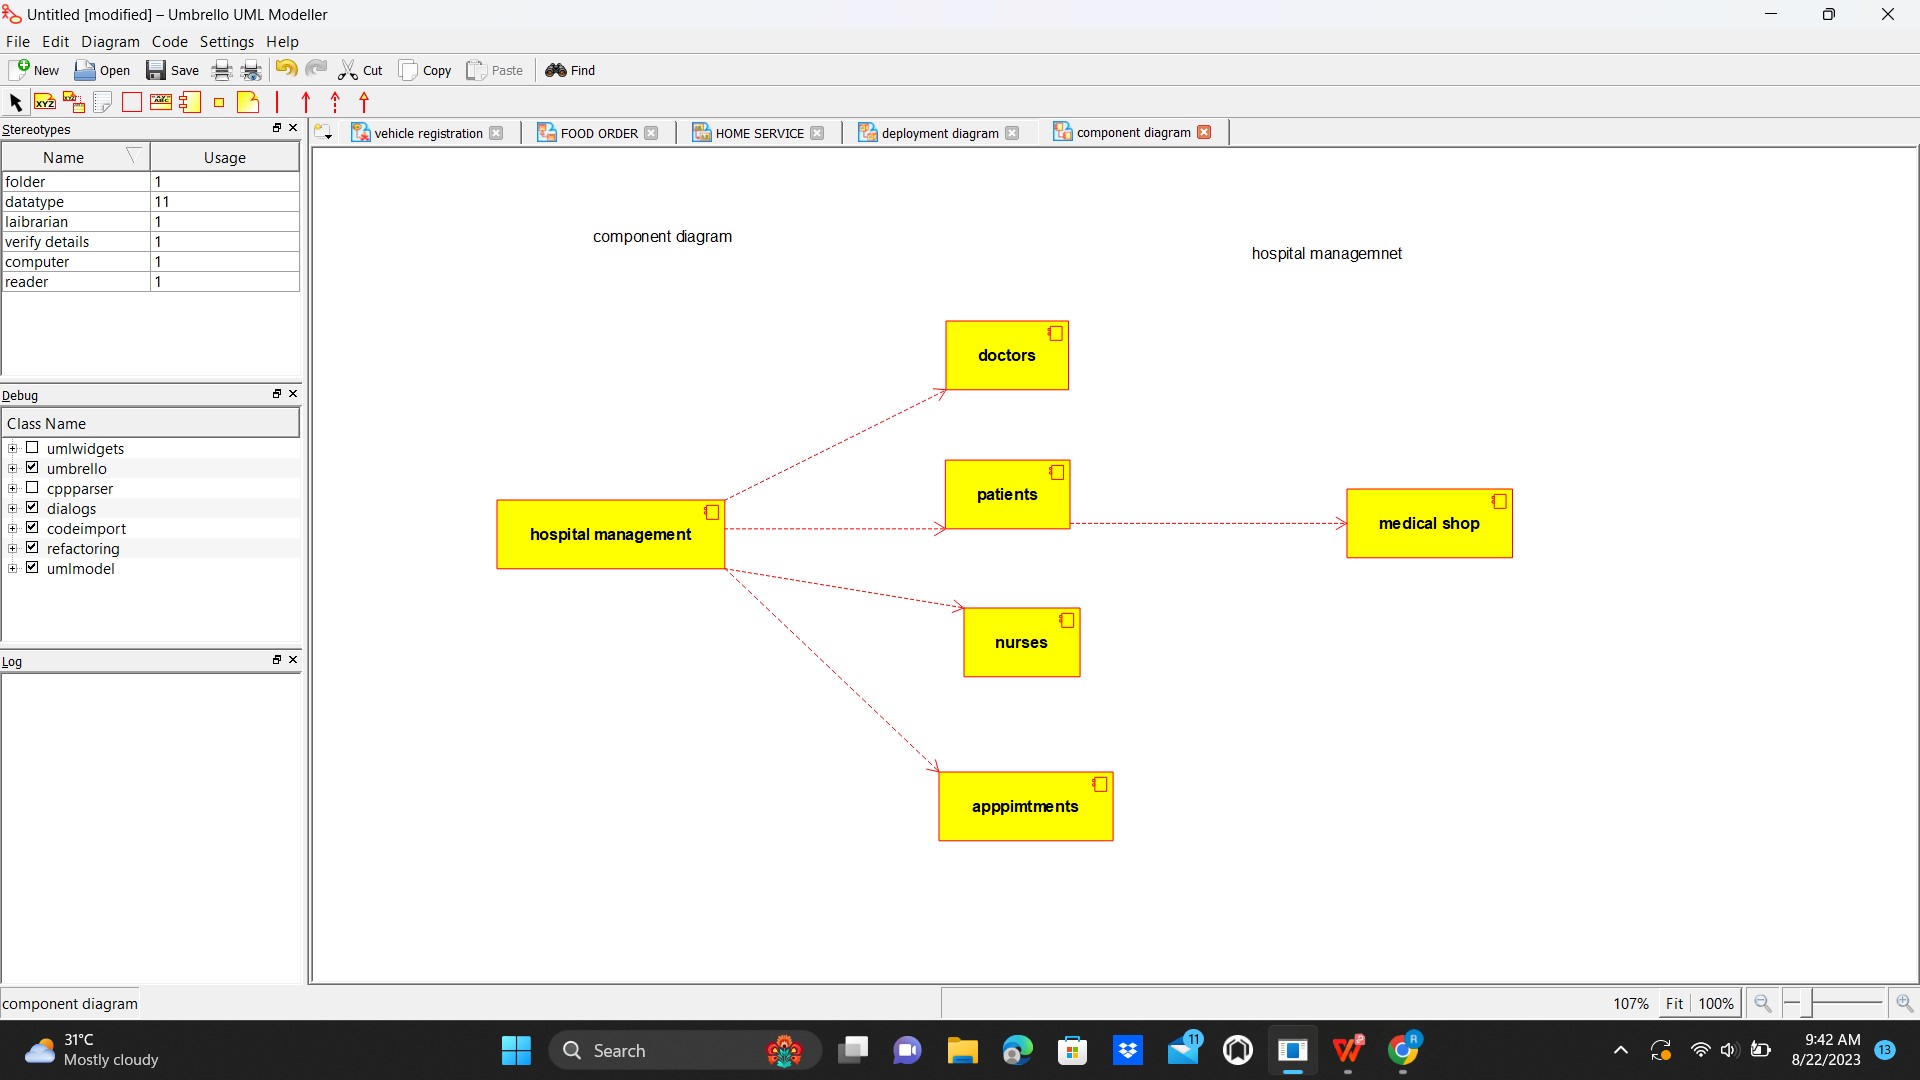 Untitled [modified] – Umbrello UML Modeller
File Edit Diagram Code Settings Help
New Open Save Cut Copy Paste Find
XYZ
Stereotypes
vehicle registration FOOD ORDER HOME SERVICE deployment diagram component diagram
Name Usage
folder 1
datatype 11
laibrarian 1
verify details 1
computer 1
reader 1
Debug
Class Name
umlwidgets
umbrello
cppparser
dialogs
codeimport
refactoring
umlmodel
Log
component diagram
hospital managemnet
doctors
patients
hospital management
medical shop
nurses
apppimtments
component diagram
107% Fit 100%
31°C
Mostly cloudy
Search
11
R
9:42 AM
8/22/2023
13